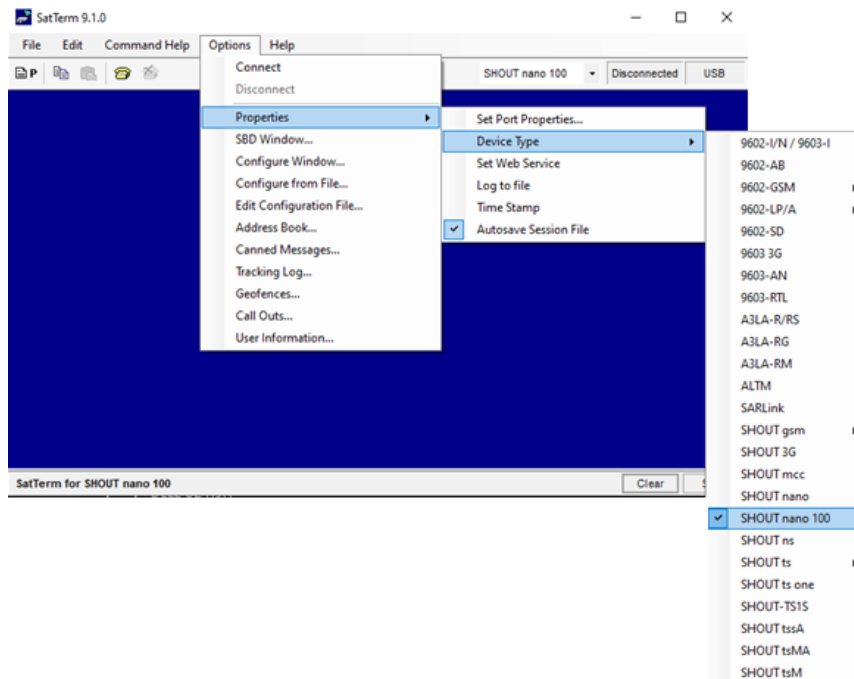 SatTerm 9.1.0
File Edit Command Help Options Help
P
SHOUT nano 100 Disconnected USB
Connect
Disconnect
Properties
SBD Window...
Configure Window...
Configure from File...
Edit Configuration File...
Address Book...
Canned Messages...
Tracking Log...
Geofences...
Call Outs...
User Information...
Set Port Properties...
Device Type
Set Web Service
Log to file
Time Stamp
Autosave Session File
9602-I/N / 9603-I
9602-AB
9602-GSM
9602-LP/A
9602-SD
9603 3G
9603-AN
9603-RTL
A3LA-R/RS
A3LA-RG
A3LA-RM
ALTM
SARLink
SHOUT gsm
SHOUT 3G
SHOUT mcc
SHOUT nano
SHOUT nano 100
SHOUT ns
SHOUT ts
SHOUT ts one
SHOUT-TS1S
SHOUT tssA
SHOUT tsMA
SHOUT tsM
SatTerm for SHOUT nano 100
Clear